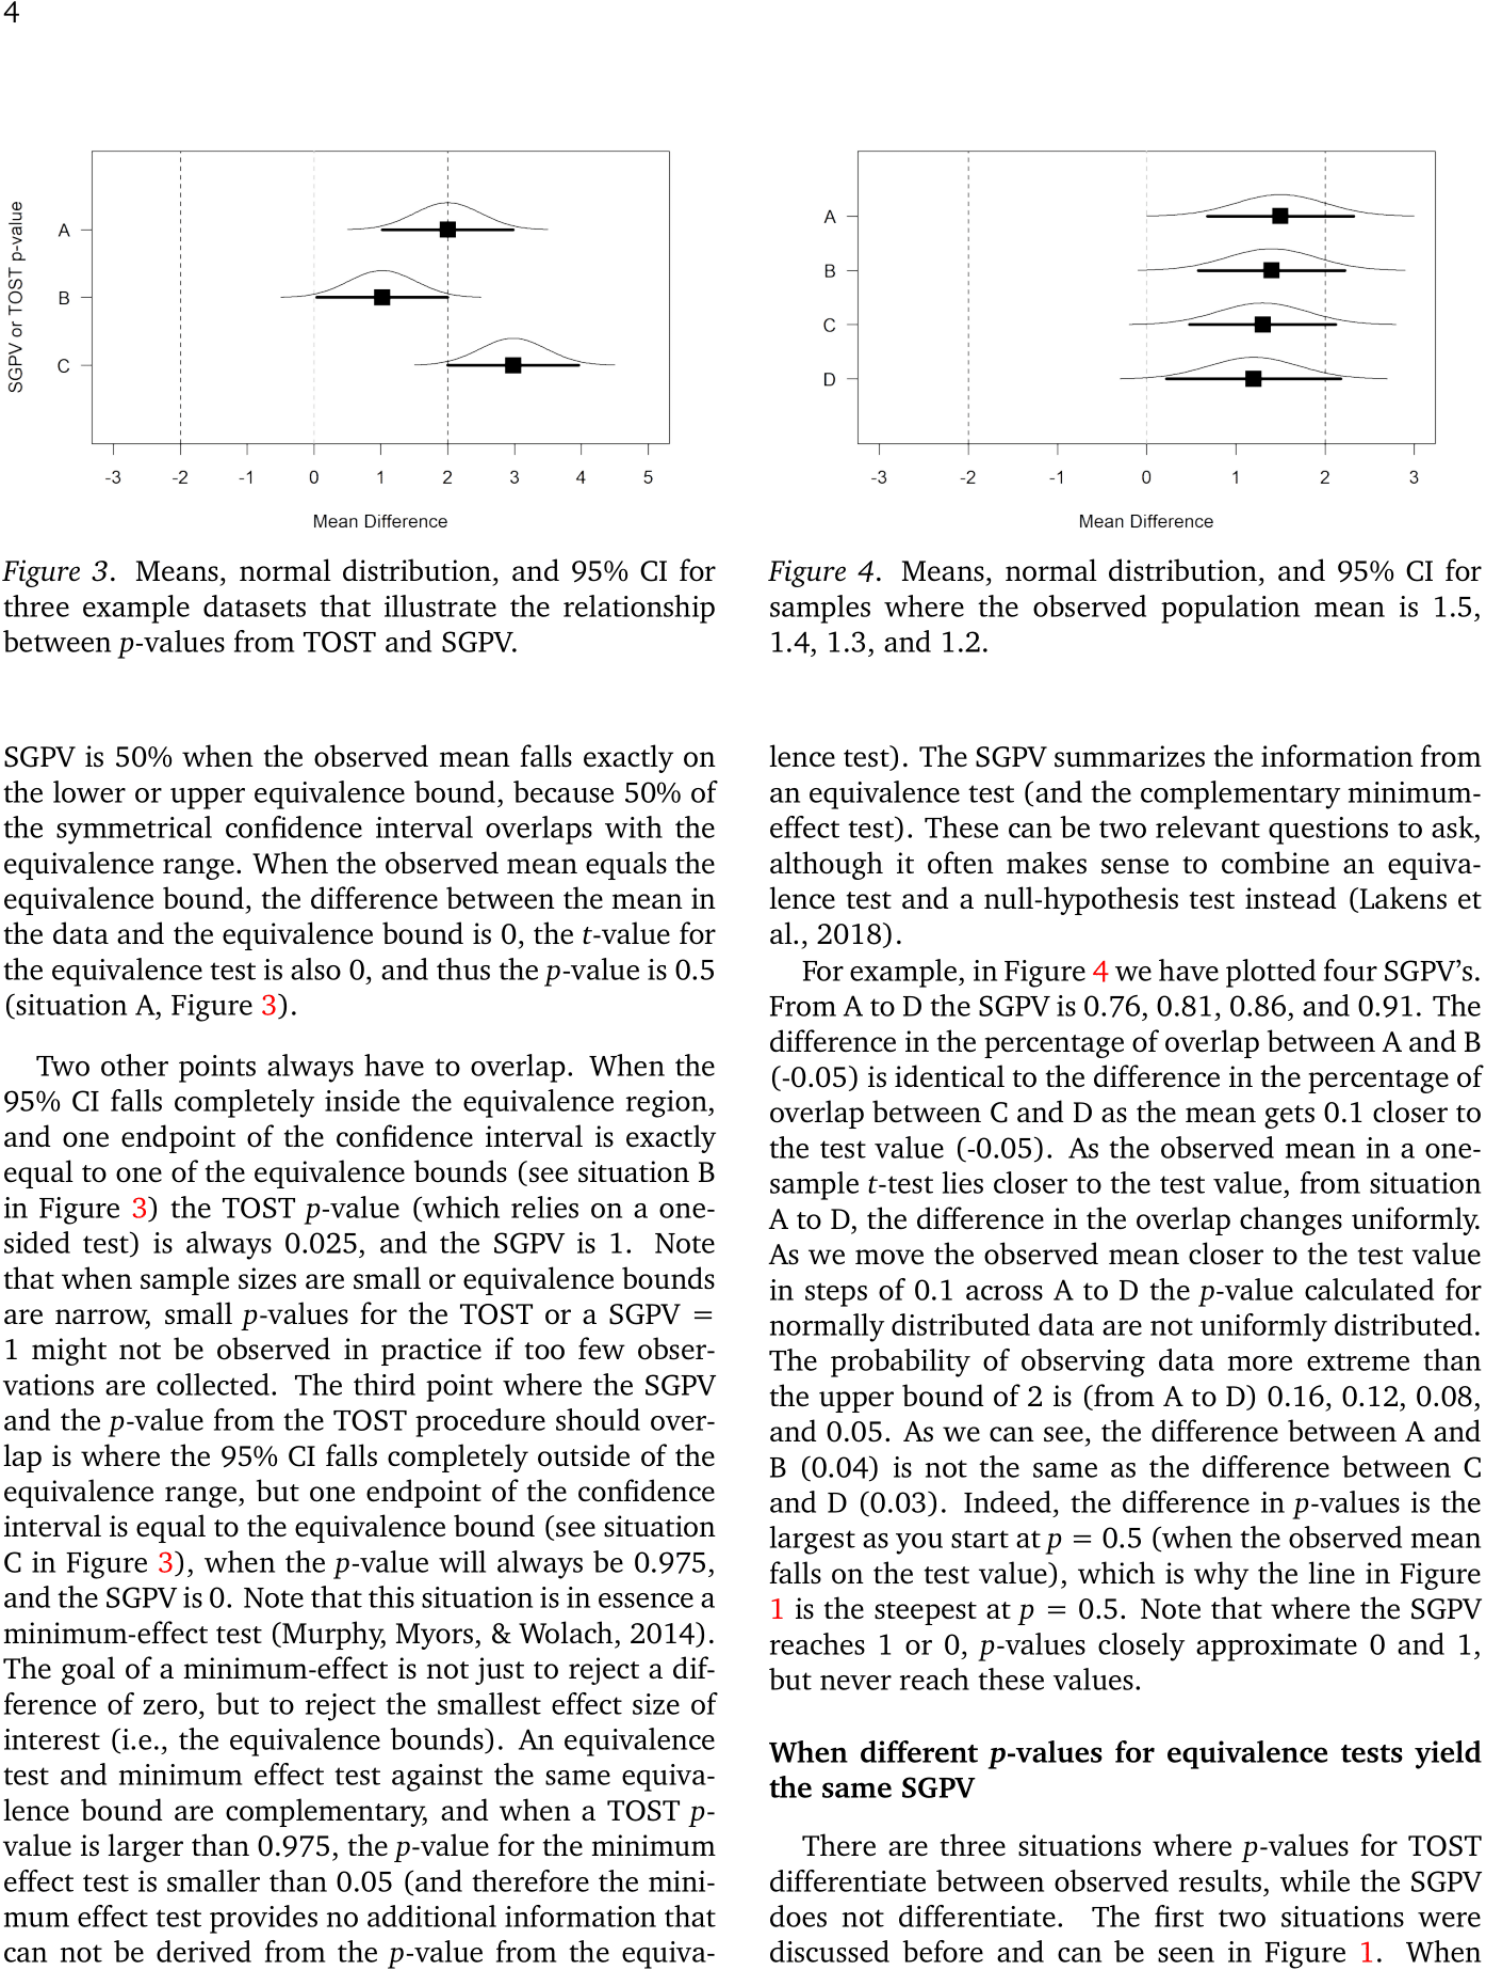 4
SGPV or TOST p-value
A
B
C
-3 -2 -1 0 1 2 3 4 5
Mean Difference
Figure 3. Means, normal distribution, and 95% CI for
three example datasets that illustrate the relationship
between p-values from TOST and SGPV.
SGPV is 50% when the observed mean falls exactly on
the lower or upper equivalence bound, because 50% of
the symmetrical confidence interval overlaps with the
equivalence range. When the observed mean equals the
equivalence bound, the difference between the mean in
the data and the equivalence bound is 0, the t-value for
the equivalence test is also 0, and thus the p-value is 0.5
(situation A, Figure 3).
Two other points always have to overlap. When the
95% CI falls completely inside the equivalence region,
and one endpoint of the confidence interval is exactly
equal to one of the equivalence bounds (see situation B
in Figure 3) the TOST p-value (which relies on a one-
sided test) is always 0.025, and the SGPV is 1. Note
that when sample sizes are small or equivalence bounds
are narrow, small p-values for the TOST or a SGPV =
1 might not be observed in practice if too few obser-
vations are collected. The third point where the SGPV
and the p-value from the TOST procedure should over-
lap is where the 95% CI falls completely outside of the
equivalence range, but one endpoint of the confidence
interval is equal to the equivalence bound (see situation
C in Figure 3), when the p-value will always be 0.975,
and the SGPV is 0. Note that this situation is in essence a
minimum-effect test (Murphy, Myors, & Wolach, 2014).
The goal of a minimum-effect is not just to reject a dif-
ference of zero, but to reject the smallest effect size of
interest (i.e., the equivalence bounds). An equivalence
test and minimum effect test against the same equiva-
lence bound are complementary, and when a TOST p-
value is larger than 0.975, the p-value for the minimum
effect test is smaller than 0.05 (and therefore the mini-
mum effect test provides no additional information that
can not be derived from the p-value from the equiva-
A
B
C
D
-3 -2 -1 0 1 2 3
Mean Difference
Figure 4. Means, normal distribution, and 95% CI for
samples where the observed population mean is 1.5,
1.4, 1.3, and 1.2.
lence test). The SGPV summarizes the information from
an equivalence test (and the complementary minimum-
effect test). These can be two relevant questions to ask,
although it often makes sense to combine an equiva-
lence test and a null-hypothesis test instead (Lakens et
al., 2018).
For example, in Figure 4 we have plotted four SGPV's.
From A to D the SGPV is 0.76, 0.81, 0.86, and 0.91. The
difference in the percentage of overlap between A and B
(-0.05) is identical to the difference in the percentage of
overlap between C and D as the mean gets 0.1 closer to
the test value (-0.05). As the observed mean in a one-
sample t-test lies closer to the test value, from situation
A to D, the difference in the overlap changes uniformly.
As we move the observed mean closer to the test value
in steps of 0.1 across A to D the p-value calculated for
normally distributed data are not uniformly distributed.
The probability of observing data more extreme than
the upper bound of 2 is (from A to D) 0.16, 0.12, 0.08,
and 0.05. As we can see, the difference between A and
B (0.04) is not the same as the difference between C
and D (0.03). Indeed, the difference in p-values is the
largest as you start at p = 0.5 (when the observed mean
falls on the test value), which is why the line in Figure
1 is the steepest at p = 0.5. Note that where the SGPV
reaches 1 or 0, p-values closely approximate 0 and 1,
but never reach these values.
When different p-values for equivalence tests yield
the same SGPV
There are three situations where p-values for TOST
differentiate between observed results, while the SGPV
does not differentiate. The first two situations were
discussed before and can be seen in Figure 1. When